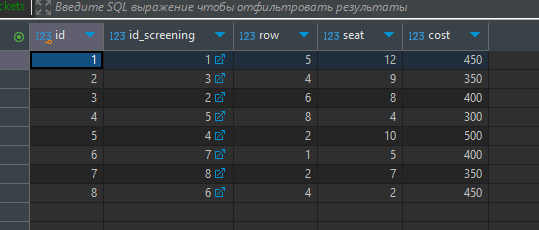 ckets Введите SQL выражение чтобы отфильтровать результаты
123 id 123 id_screening 123 row 123 seat 123 cost
1 1 5 12 450
2 3 4 9 350
3 2 6 8 400
4 5 8 4 300
5 4 2 10 500
6 7 1 5 400
7 8 2 7 350
8 6 4 2 450